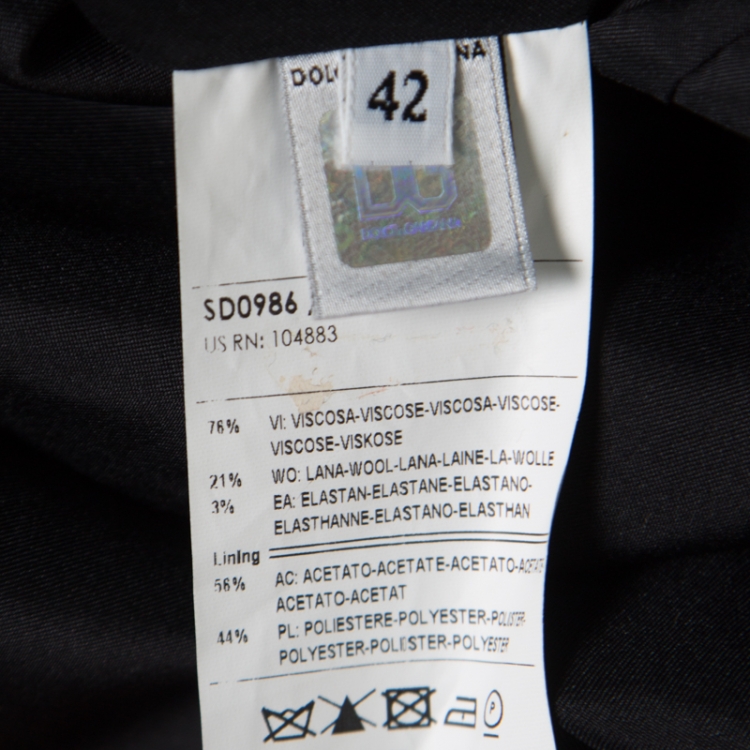 42
SD0986
US RN: 104883
76% VI: VISCOSA-VISCOSE-VISCOSA-VISCOSE-
VISCOSE-VISKOSE
21% WO: LANA-WOOL-LANA-LAINE-LA-WOLLE
3% EA: ELASTAN-ELASTANE-ELASTANO-
ELASTHANNE-ELASTANO-ELASTHAN
Lining
56% AC: ACETATO-ACETATE-ACETATO-ACETATE
ACETATO-ACETAT
44% PL: POLIESTERE-POLYESTER-POLIESTER-
POLYESTER-POLIESTER-POLYESTER
P